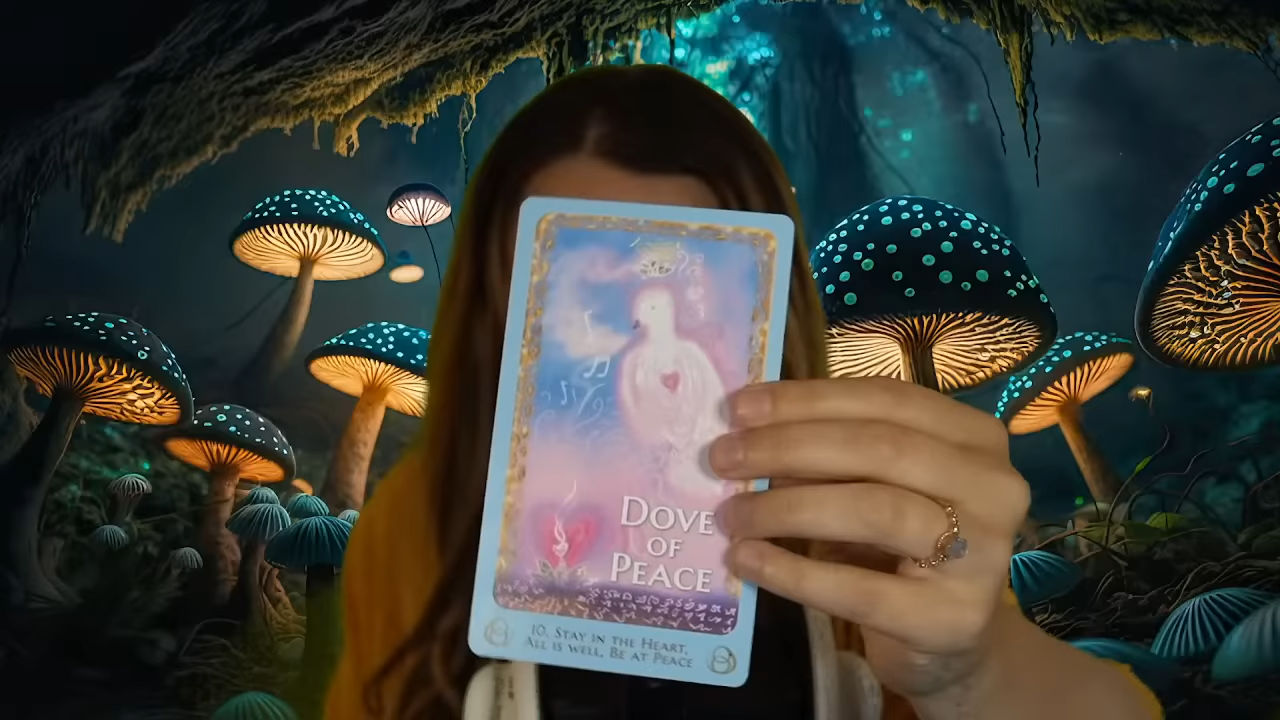 DOVE
OF
PEACE
10. STAY IN THE HEART,
ALL IS WELL, BE AT PEACE